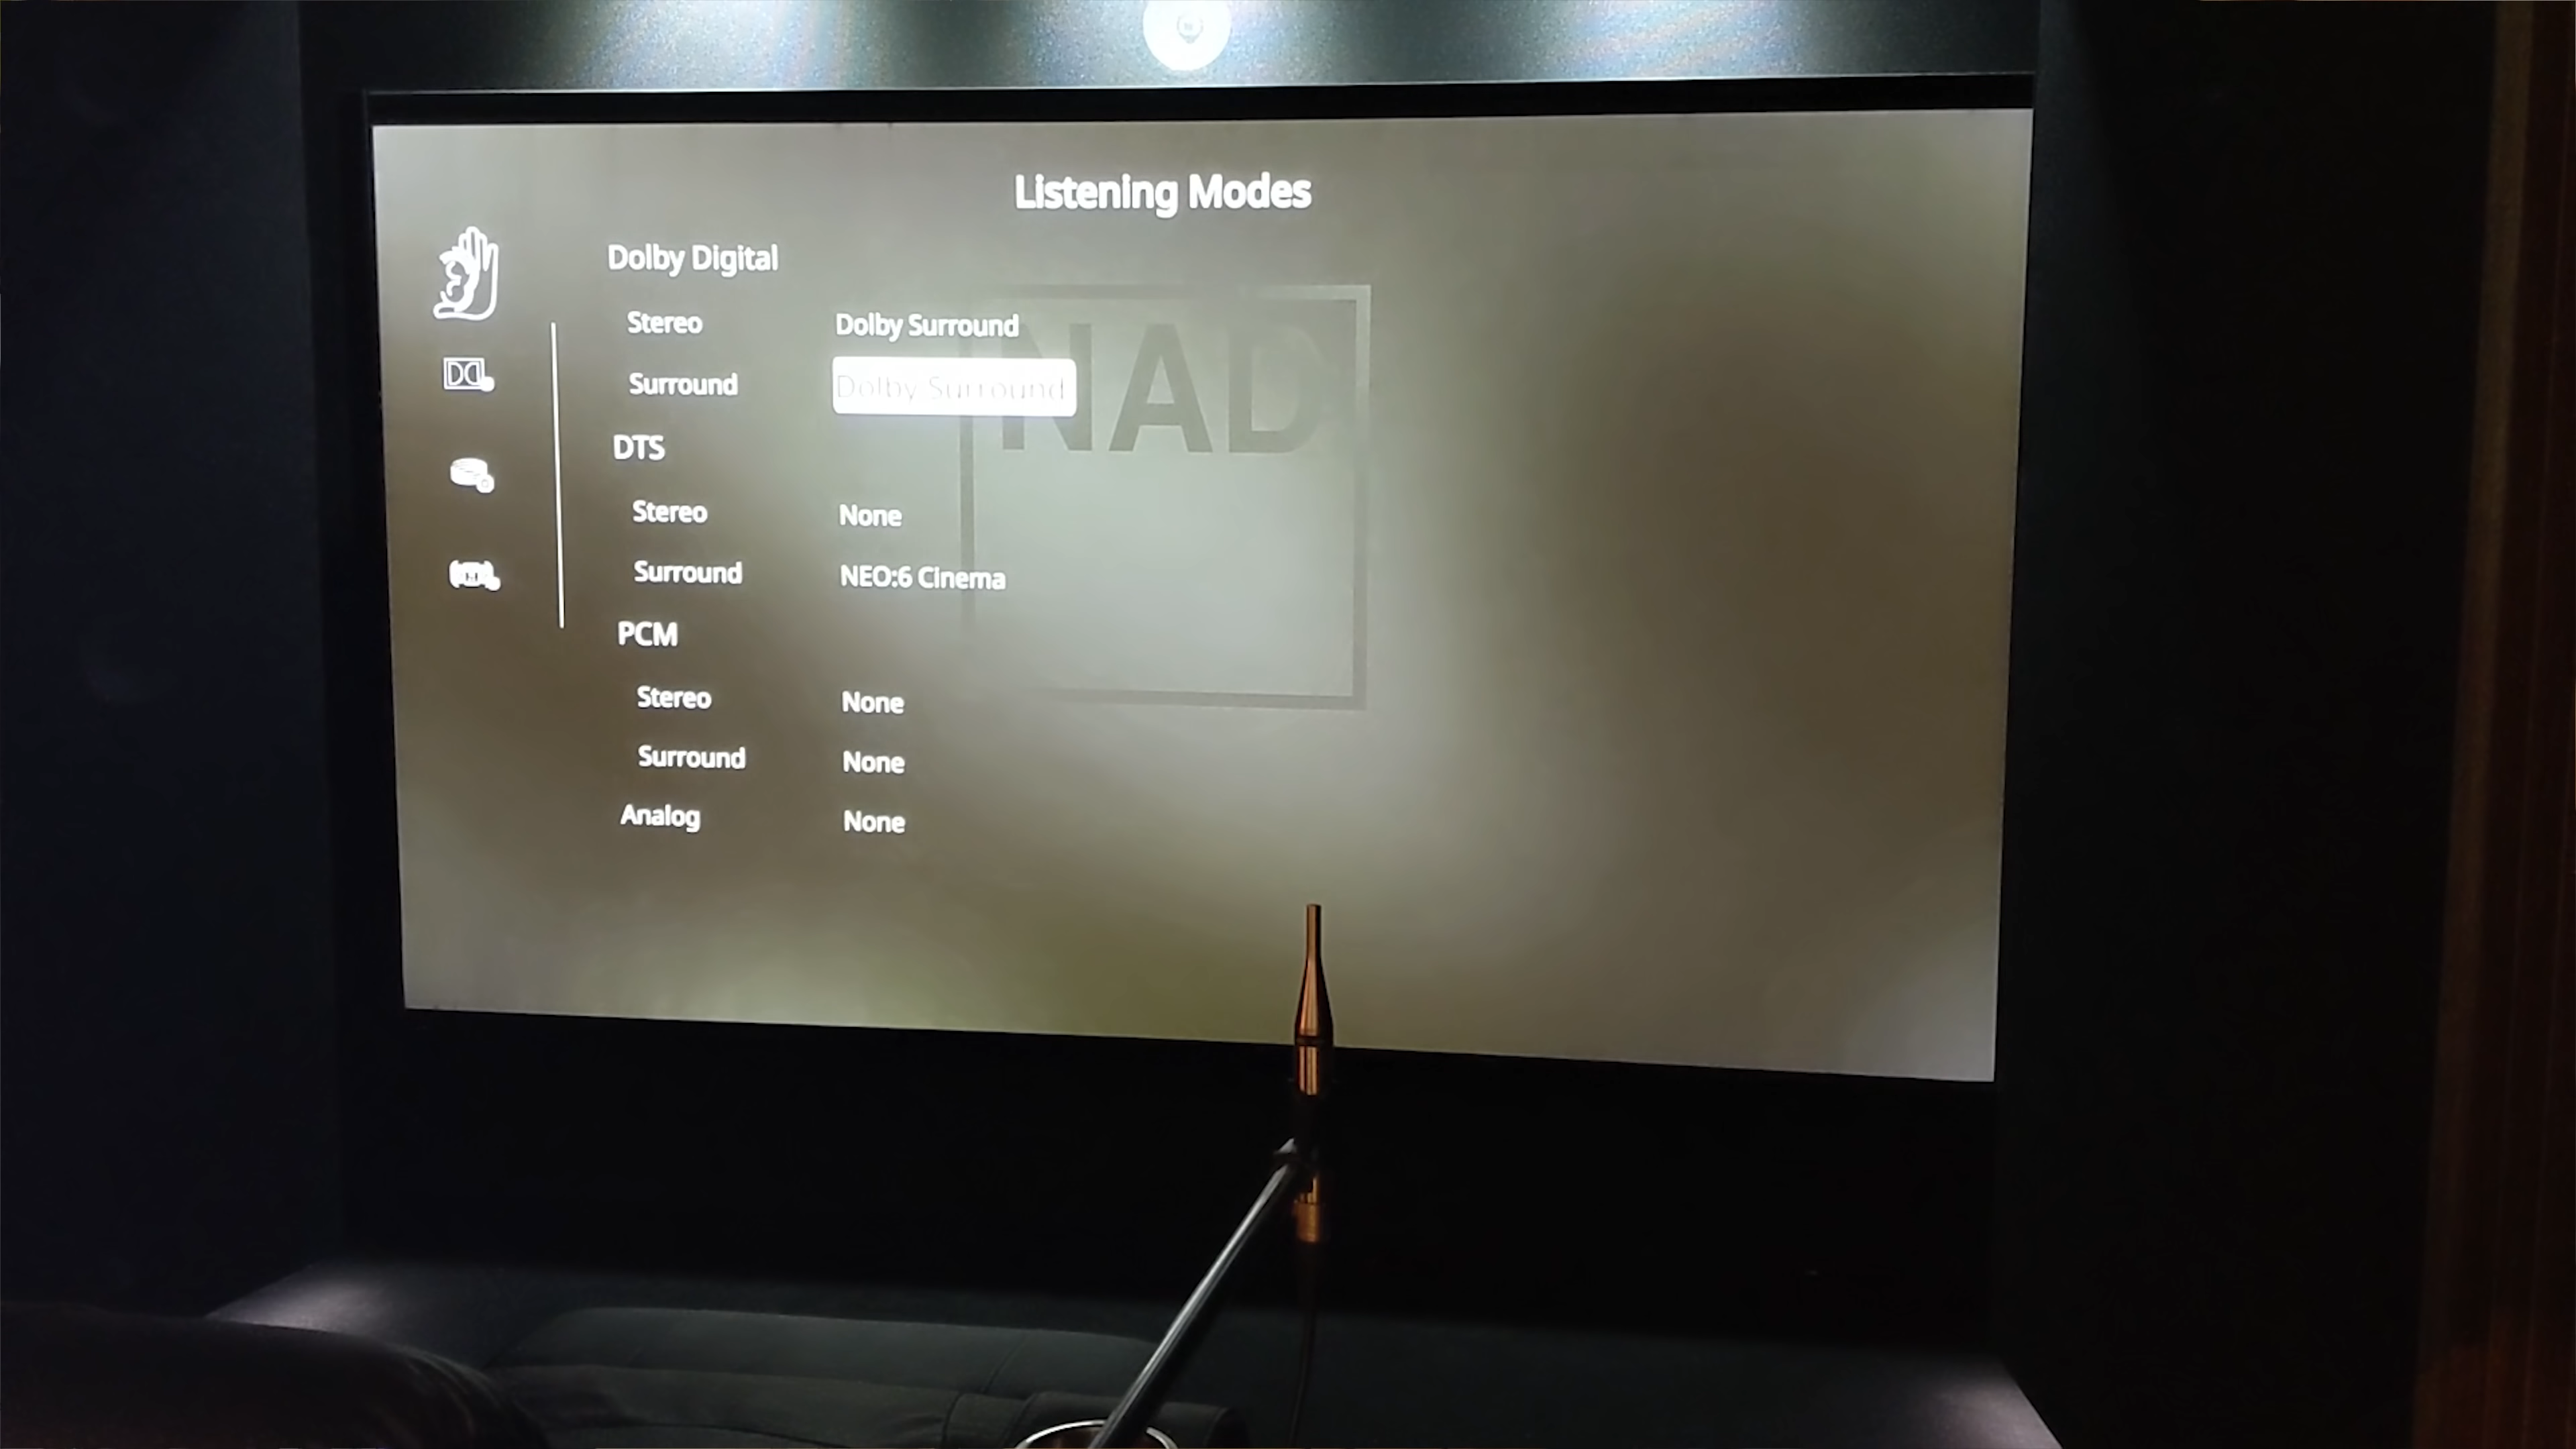 Listening Modes
Dolby Digital
Stereo Dolby Surround
Surround Dolby Surround
NAD
DTS
Stereo None
Surround NEO:6 Cinema
PCM
Stereo None
Surround None
Analog None